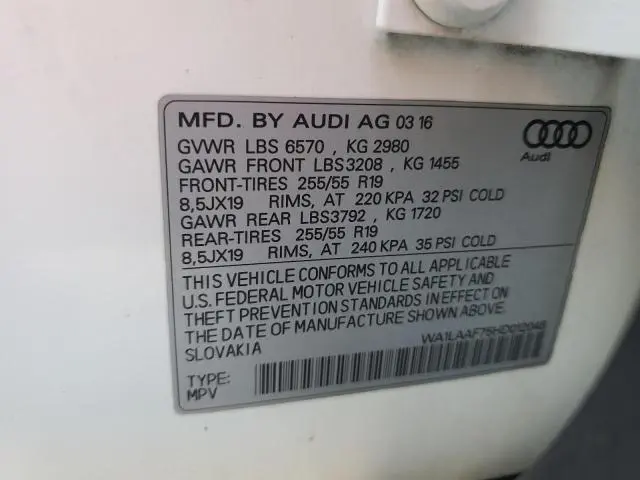 MFD. BY AUDI AG 03 16
GVWR LBS 6570 , KG 2980
GAWR FRONT LBS3208 , KG 1455
FRONT-TIRES 255/55 R19
8,5JX19 RIMS, AT 220 KPA 32 PSI COLD
GAWR REAR LBS3792 , KG 1720
REAR-TIRES 255/55 R19
8,5JX19 RIMS, AT 240 KPA 35 PSI COLD
THIS VEHICLE CONFORMS TO ALL APPLICABLE
U.S. FEDERAL MOTOR VEHICLE SAFETY AND
THEFT PREVENTION STANDARDS IN EFFECT ON
THE DATE OF MANUFACTURE SHOWN ABOVE.
SLOVAKIA
WA1LAAF75HD012048
TYPE:
MPV
Audi